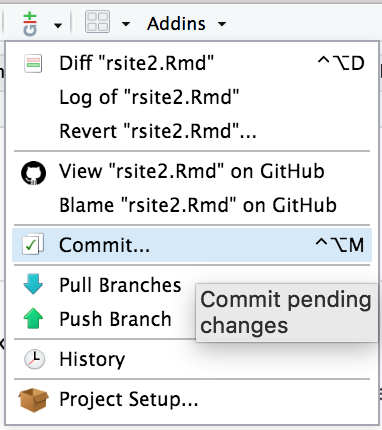 Git
Addins
Diff "rsite2.Rmd" ^⌥D
Log of "rsite2.Rmd"
Revert "rsite2.Rmd"...
View "rsite2.Rmd" on GitHub
Blame "rsite2.Rmd" on GitHub
Commit... ^⌥M
Pull Branches
Commit pending
changes
Push Branch
History
Project Setup...